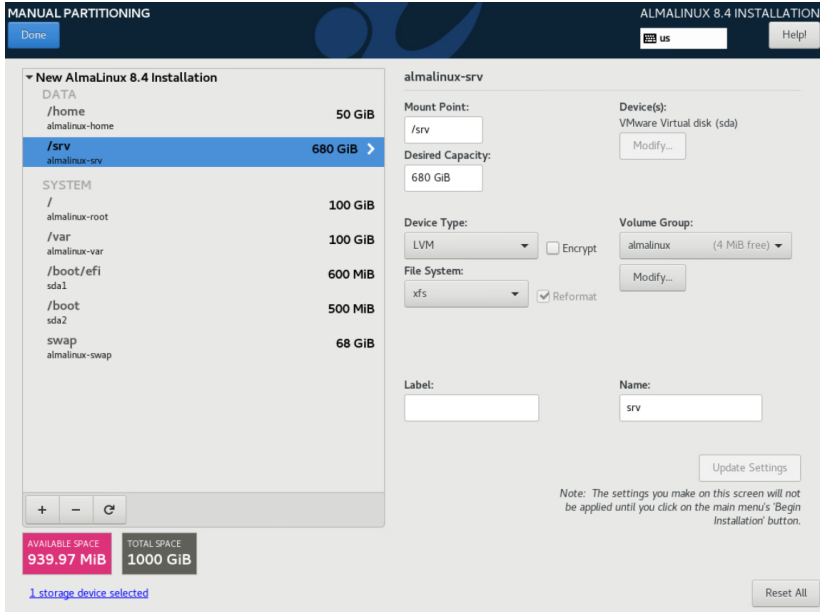 MANUAL PARTITIONING
ALMALINUX 8.4 INSTALLATION
Done
us
Help!
New AlmaLinux 8.4 Installation
DATA
/home
50 GiB
almalinux-home
/srv
680 GiB
almalinux-srv
SYSTEM
/
100 GiB
almalinux-root
/var
100 GiB
almalinux-var
/boot/efi
600 MiB
sda1
/boot
500 MiB
sda2
swap
68 GiB
almalinux-swap
+ −
AVAILABLE SPACE
939.97 MiB
TOTAL SPACE
1000 GiB
1 storage device selected
almalinux-srv
Mount Point:
/srv
Desired Capacity:
680 GiB
Device(s):
VMware Virtual disk (sda)
Modify...
Device Type:
LVM
Encrypt
Volume Group:
almalinux (4 MiB free)
File System:
xfs
Reformat
Modify...
Label:
Name:
srv
Update Settings
Note: The settings you make on this screen will not
be applied until you click on the main menu's 'Begin
Installation' button.
Reset All